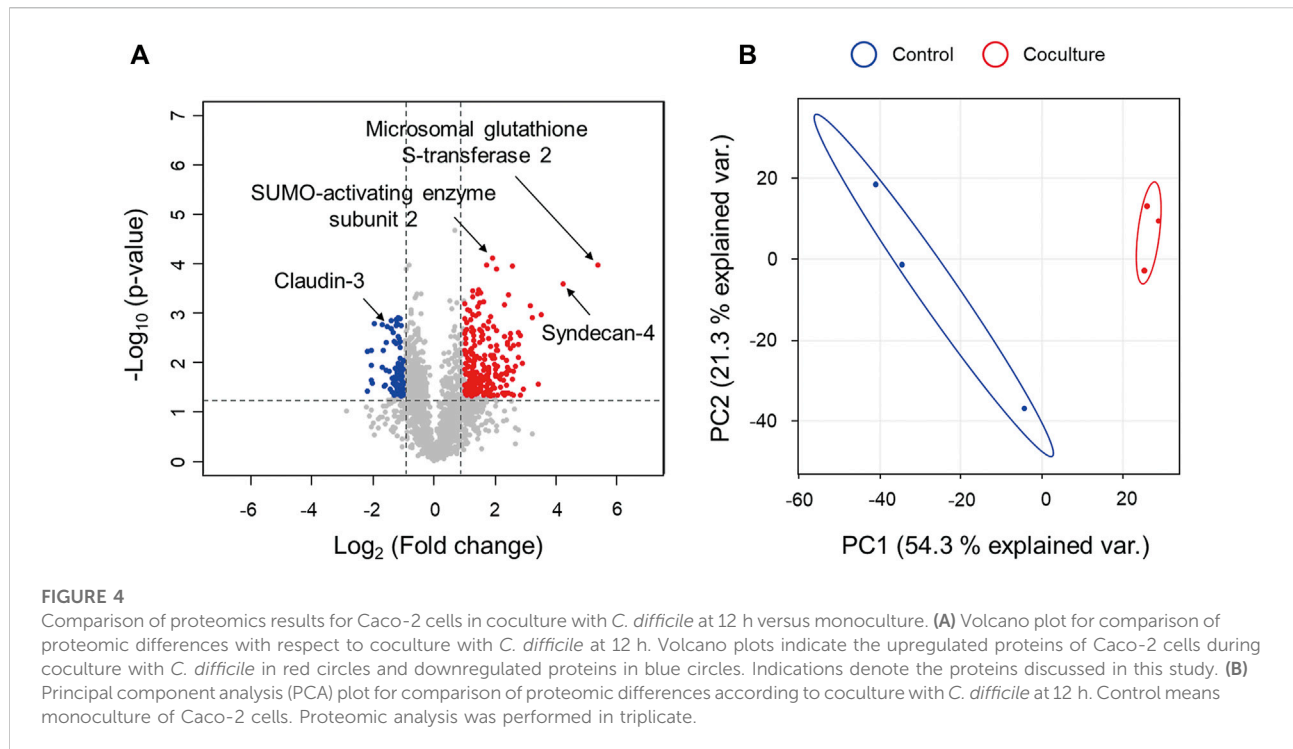 A
B
Control
Coculture
7
6
5
4
3
2
1
0
-Log10 (p-value)
Microsomal glutathione
S-transferase 2
SUMO-activating enzyme
subunit 2
Claudin-3
Syndecan-4
-6
-4
-2
0
2
4
6
Log2 (Fold change)
20
0
-20
-40
PC2 (21.3 % explained var.)
-60
-40
-20
0
20
PC1 (54.3 % explained var.)
FIGURE 4
Comparison of proteomics results for Caco-2 cells in coculture with C. difficile at 12 h versus monoculture. (A) Volcano plot for comparison of
proteomic differences with respect to coculture with C. difficile at 12 h. Volcano plots indicate the upregulated proteins of Caco-2 cells during
coculture with C. difficile in red circles and downregulated proteins in blue circles. Indications denote the proteins discussed in this study. (B)
Principal component analysis (PCA) plot for comparison of proteomic differences according to coculture with C. difficile at 12 h. Control means
monoculture of Caco-2 cells. Proteomic analysis was performed in triplicate.